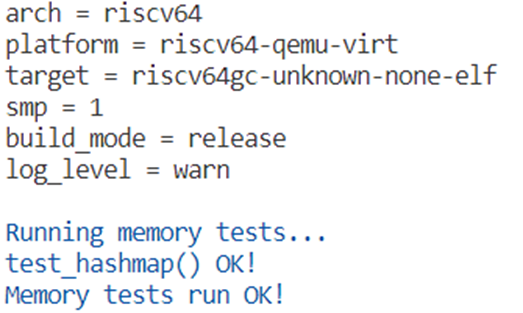 arch = riscv64
platform = riscv64-qemu-virt
target = riscv64gc-unknown-none-elf
smp = 1
build_mode = release
log_level = warn
Running memory tests...
test_hashmap() OK!
Memory tests run OK!